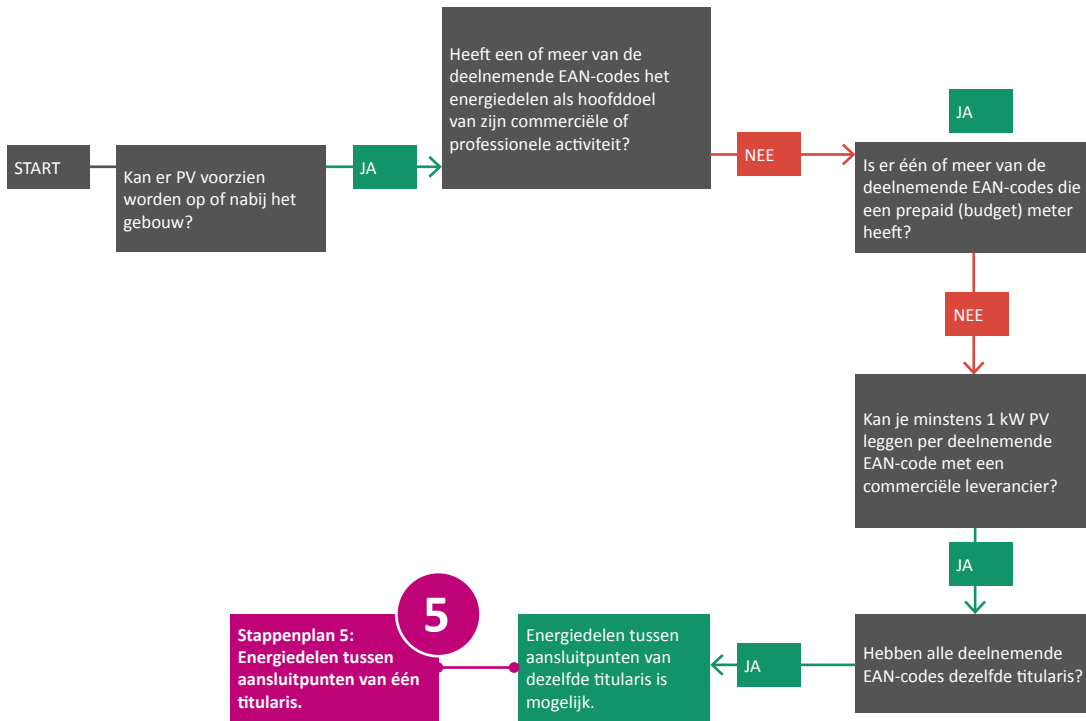 START
Kan er PV voorzien
worden op of nabij het
gebouw?
JA
Heeft een of meer van de
deelnemende EAN-codes het
energiedelen als hoofddoel
van zijn commerciële of
professionele activiteit?
NEE
JA
Is er één of meer van de
deelnemende EAN-codes die
een prepaid (budget) meter
heeft?
NEE
Kan je minstens 1 kW PV
leggen per deelnemende
EAN-code met een
commerciële leverancier?
JA
Hebben alle deelnemende
EAN-codes dezelfde titularis?
JA
Energiedelen tussen
aansluitpunten van
dezelfde titularis is
mogelijk.
5
Stappenplan 5:
Energiedelen tussen
aansluitpunten van één
titularis.